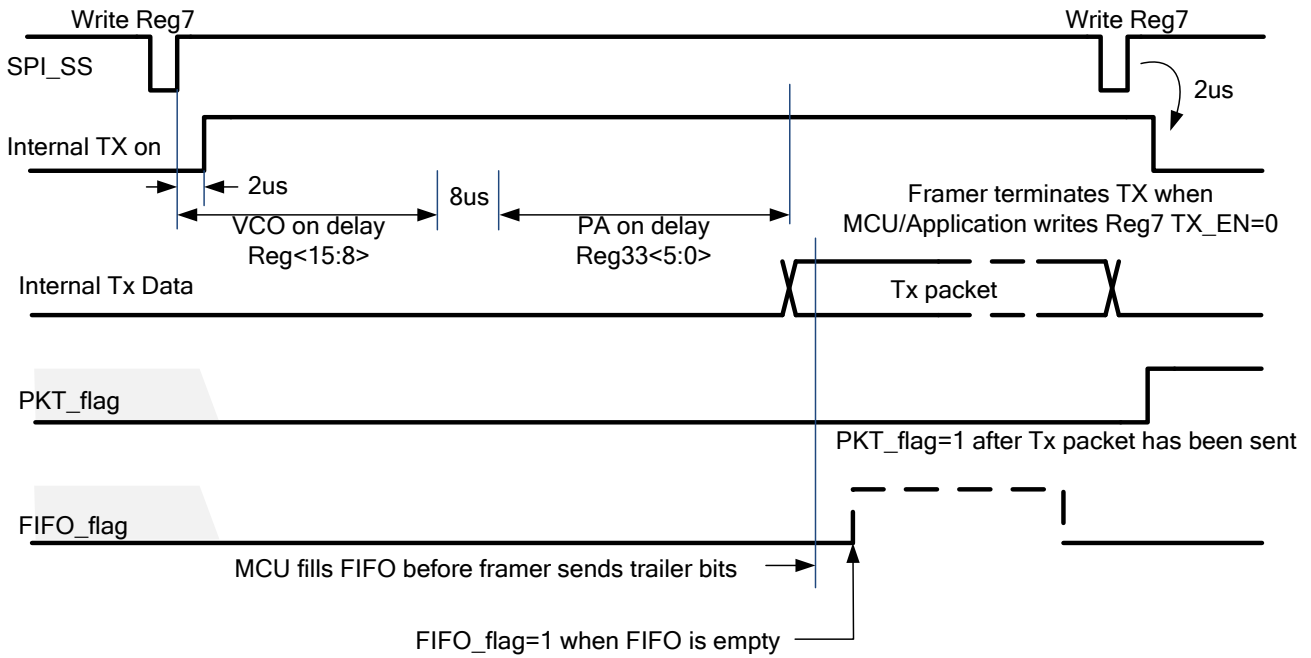 Write Reg7
Write Reg7
SPI_SS
2us
Internal TX on
2us
8us
VCO on delay
Reg<15:8>
PA on delay
Reg33<5:0>
Framer terminates TX when
MCU/Application writes Reg7 TX_EN=0
Internal Tx Data
Tx packet
PKT_flag
PKT_flag=1 after Tx packet has been sent
FIFO_flag
MCU fills FIFO before framer sends trailer bits
FIFO_flag=1 when FIFO is empty